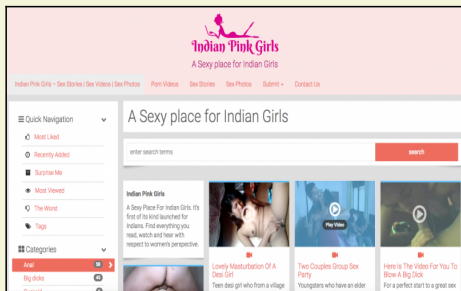 Indian Pink Girls
A Sexy place for Indian Girls
Indian Pink Girls – Sex Stories | Sex Videos | Sex Photos Porn Videos Sex Stories Sex Photos Submit Contact Us
Quick Navigation
Most Liked
Recently Added
Surprise Me
Most Viewed
The Worst
Tags
Categories
Anal
Big dicks
A Sexy place for Indian Girls
enter search terms search
Indian Pink Girls
A Sexy Place For Indian Girls. It's
first of its kind launched for
Indians. Find everything you
read, watch and hear with
respect to women's perspective.
Lovely Masturbation Of A
Desi Girl
Teen desi girl who from a village
Play Video
Two Couples Group Sex
Party
Youngsters who have an elder
Here is The Video For You To
Blow A Big Dick
For a perfect start to a great sex